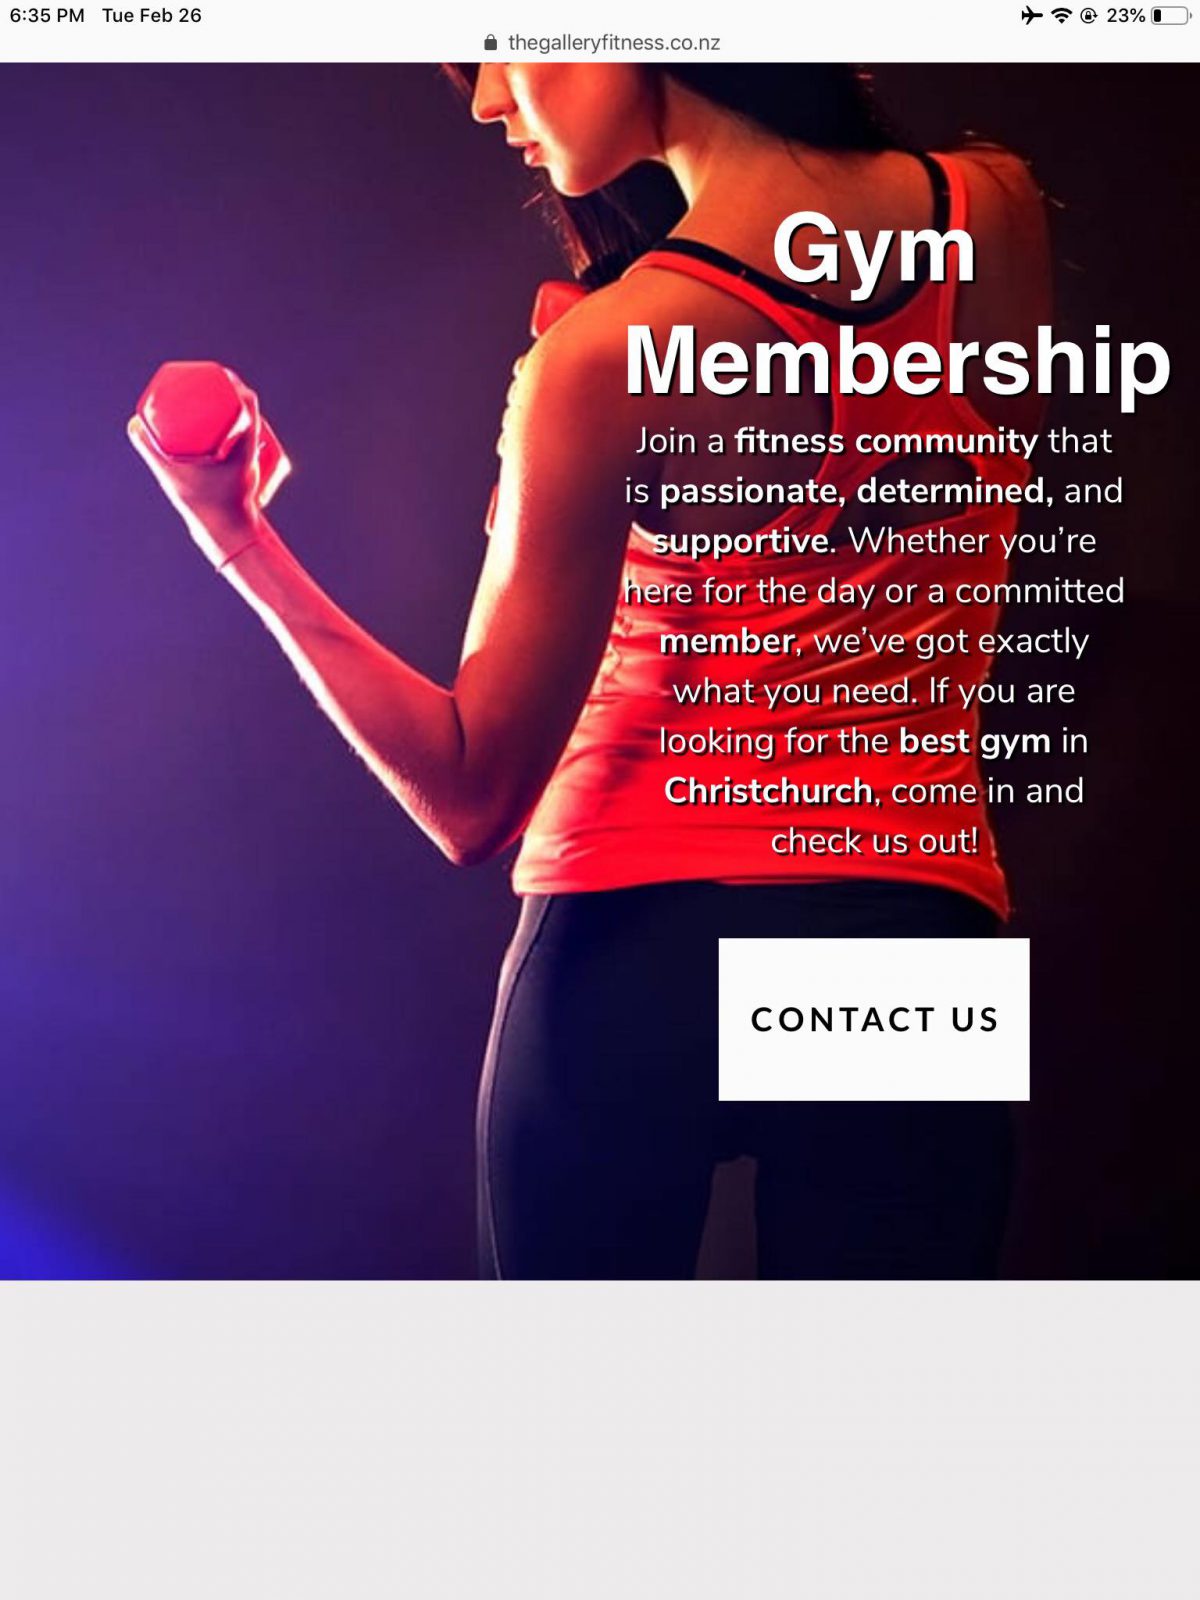 6:35 PM Tue Feb 26 23%
thegalleryfitness.co.nz
Gym
Membership
Join a fitness community that
is passionate, determined, and
supportive. Whether you’re
here for the day or a committed
member, we’ve got exactly
what you need. If you are
looking for the best gym in
Christchurch, come in and
check us out!
CONTACT US